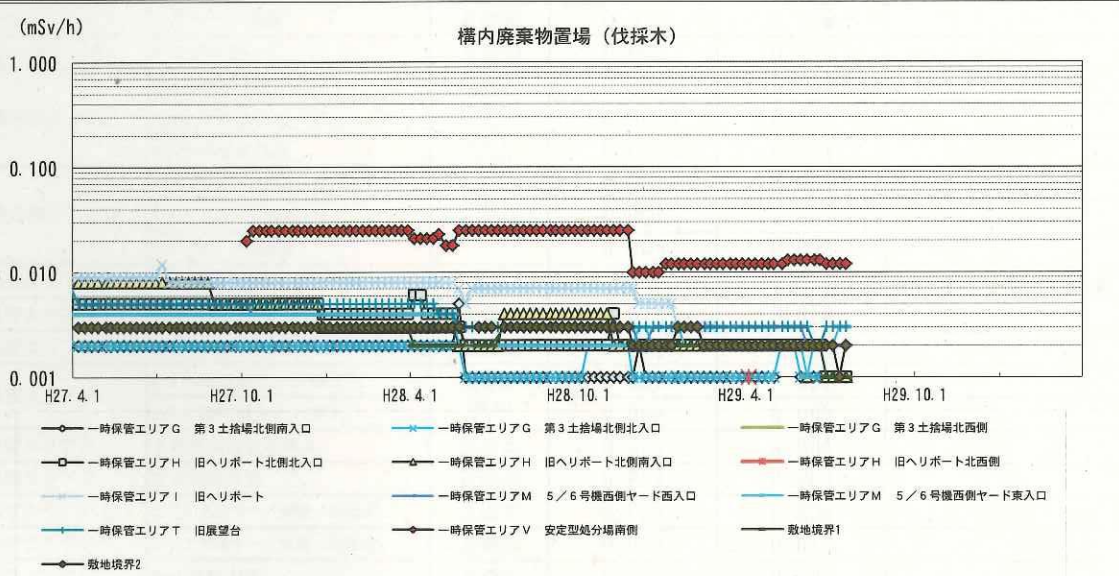 (mSv/h)
構内廃棄物置場（伐採木）
1.000
0.100
0.010
0.001
H27. 4. 1 H27. 10. 1 H28. 4. 1 H28. 10. 1 H29. 4. 1 H29. 10. 1
一時保管エリアG 第3土捨場北側南入口 一時保管エリアG 第3土捨場北側北入口 一時保管エリアG 第3土捨場北西側
一時保管エリアH 旧ヘリポート北側北入口 一時保管エリアH 旧ヘリポート北側南入口 一時保管エリアH 旧ヘリポート北西側
一時保管エリアI 旧ヘリポート 一時保管エリアM 5／6号機西側ヤード西入口 一時保管エリアM 5／6号機西側ヤード東入口
一時保管エリアT 旧展望台 一時保管エリアV 安定型処分場南側 敷地境界1
敷地境界2